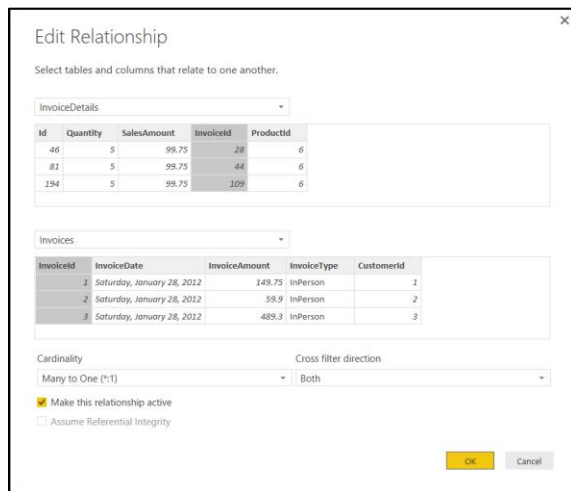 Edit Relationship
Select tables and columns that relate to one another.
InvoiceDetails
Id Quantity SalesAmount InvoiceId ProductId
46 5 99.75 28 6
81 5 99.75 44 6
194 5 99.75 109 6
Invoices
InvoiceId InvoiceDate InvoiceAmount InvoiceType CustomerId
1 Saturday, January 28, 2012 149.75 InPerson 1
2 Saturday, January 28, 2012 59.9 InPerson 2
3 Saturday, January 28, 2012 489.3 InPerson 3
Cardinality Cross filter direction
Many to One (*:1) Both
Make this relationship active
Assume Referential Integrity
OK Cancel